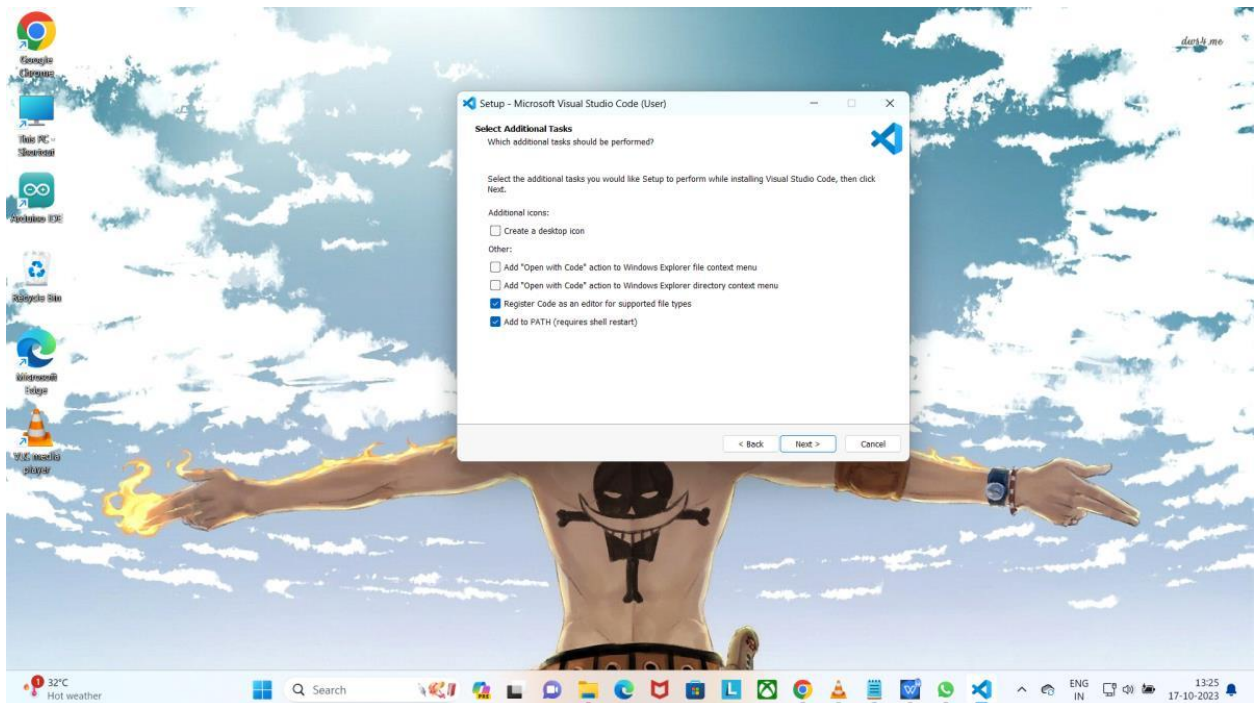 Google
Chrome
This PC -
Shortcut
Arduino IDE
Recycle Bin
Microsoft
Edge
VLC media
player
dws4.me
Setup - Microsoft Visual Studio Code (User)
Select Additional Tasks
Which additional tasks should be performed?
Select the additional tasks you would like Setup to perform while installing Visual Studio Code, then click
Next.
Additional icons:
Create a desktop icon
Other:
Add "Open with Code" action to Windows Explorer file context menu
Add "Open with Code" action to Windows Explorer directory context menu
Register Code as an editor for supported file types
Add to PATH (requires shell restart)
< Back
Next >
Cancel
1
32°C
Hot weather
Search
PRE
L
W
ENG
IN
13:25
17-10-2023